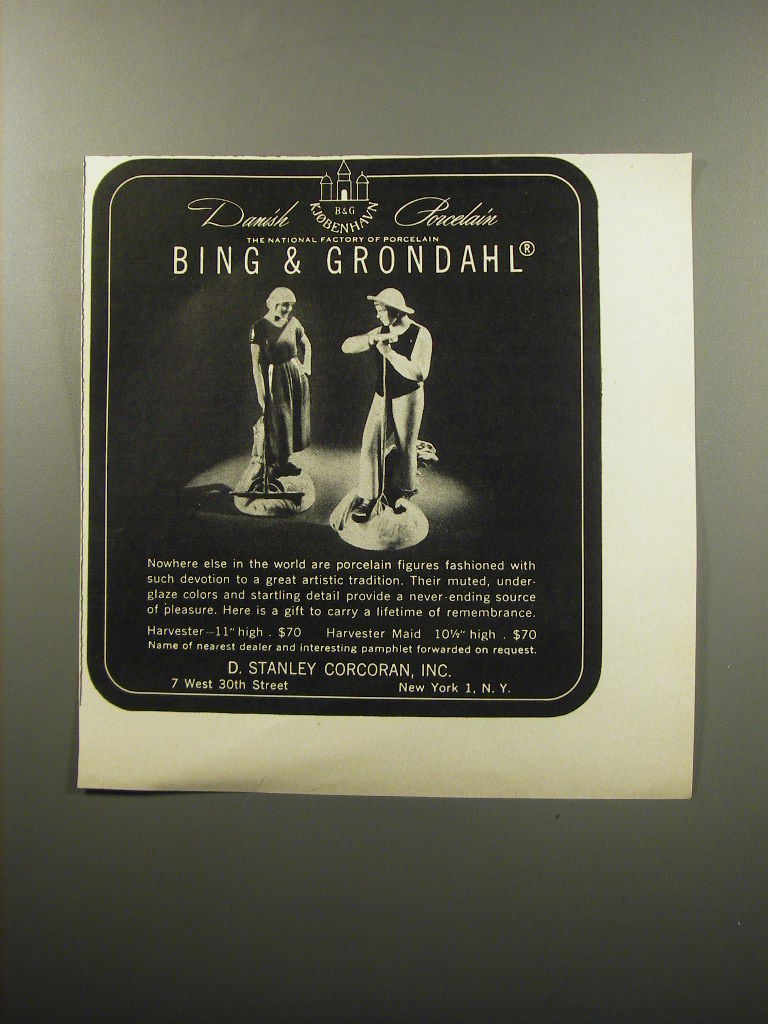 Danish Porcelain
B&G
KJØBENHAVN
THE NATIONAL FACTORY OF PORCELAIN
BING & GRONDAHL®
Nowhere else in the world are porcelain figures fashioned with
such devotion to a great artistic tradition. Their muted, under-
glaze colors and startling detail provide a never-ending source
of pleasure. Here is a gift to carry a lifetime of remembrance.
Harvester—11" high . $70 Harvester Maid 10½" high . $70
Name of nearest dealer and interesting pamphlet forwarded on request.
D. STANLEY CORCORAN, INC.
7 West 30th Street New York 1, N. Y.